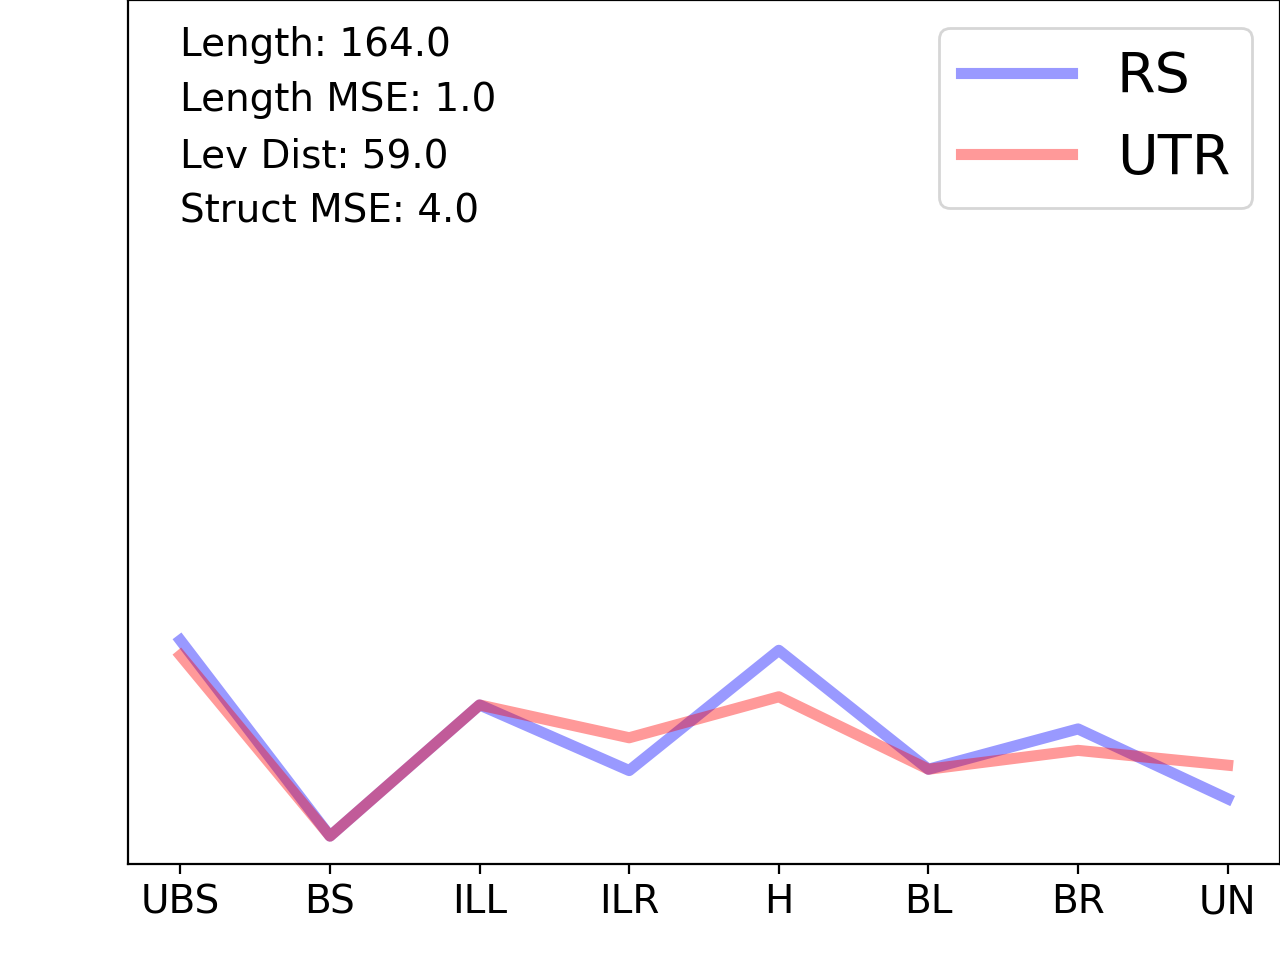 Length: 164.0
Length MSE: 1.0
Lev Dist: 59.0
Struct MSE: 4.0
RS
UTR
UBS BS ILL ILR H BL BR UN